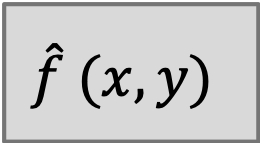 f̂ (x, y)